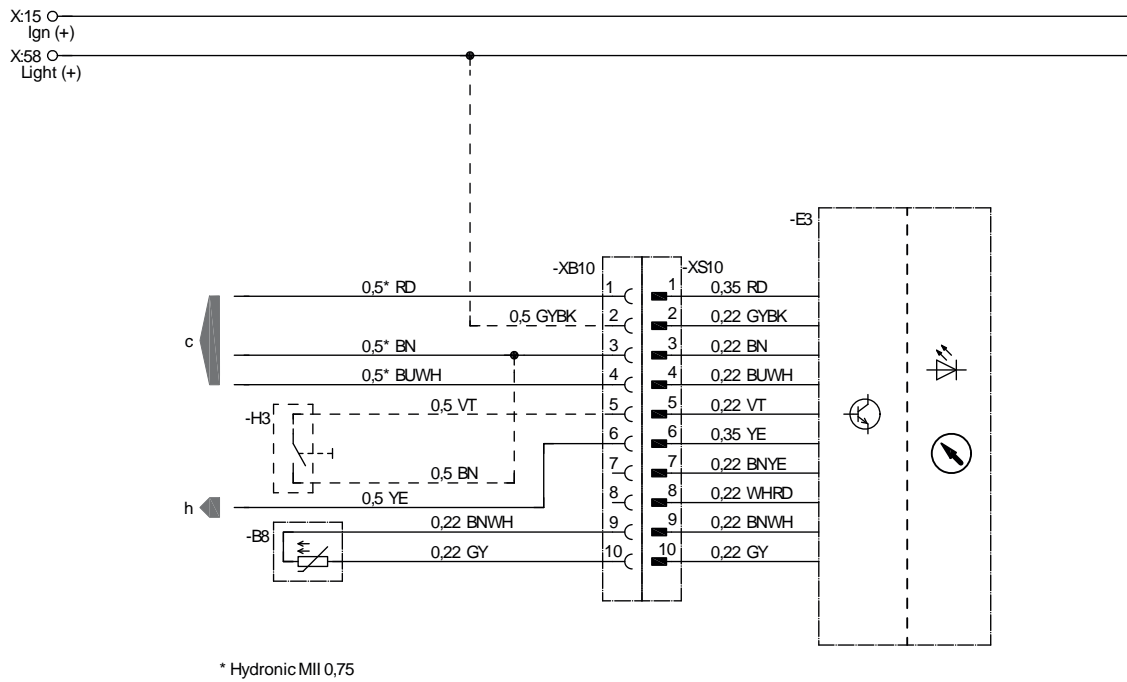 X:15
Ign (+)
X:58
Light (+)
-E3
-XB10
-XS10
0,5* RD
1
1
0,35 RD
0,5 GYBK
2
2
0,22 GYBK
c
0,5* BN
3
3
0,22 BN
0,5* BUWH
4
4
0,22 BUWH
-H3
0,5 VT
5
5
0,22 VT
6
6
0,35 YE
0,5 BN
7
7
0,22 BNYE
h
0,5 YE
8
8
0,22 WHRD
-B8
0,22 BNWH
9
9
0,22 BNWH
0,22 GY
10
10
0,22 GY
* Hydronic MII 0,75